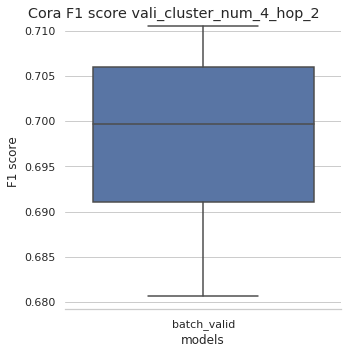 Cora F1 score vali_cluster_num_4_hop_2
0.710
0.705
0.700
0.695
0.690
0.685
0.680
F1 score
batch_valid
models